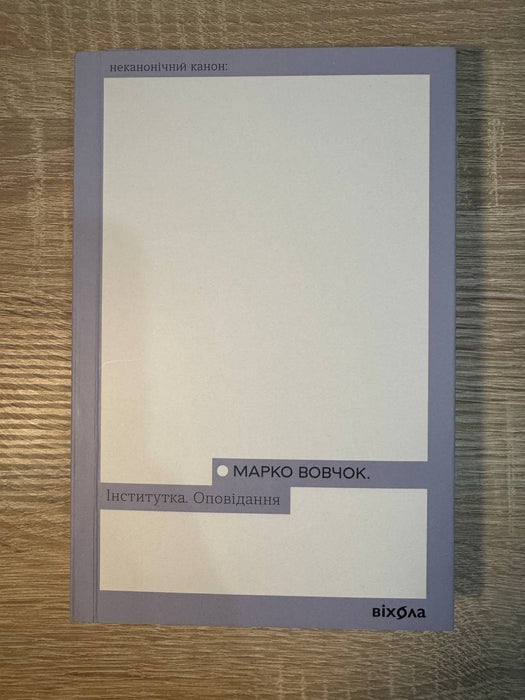 неканонічний канон:
МАРКО ВОВЧОК.
Інститутка. Оповідання
віхола